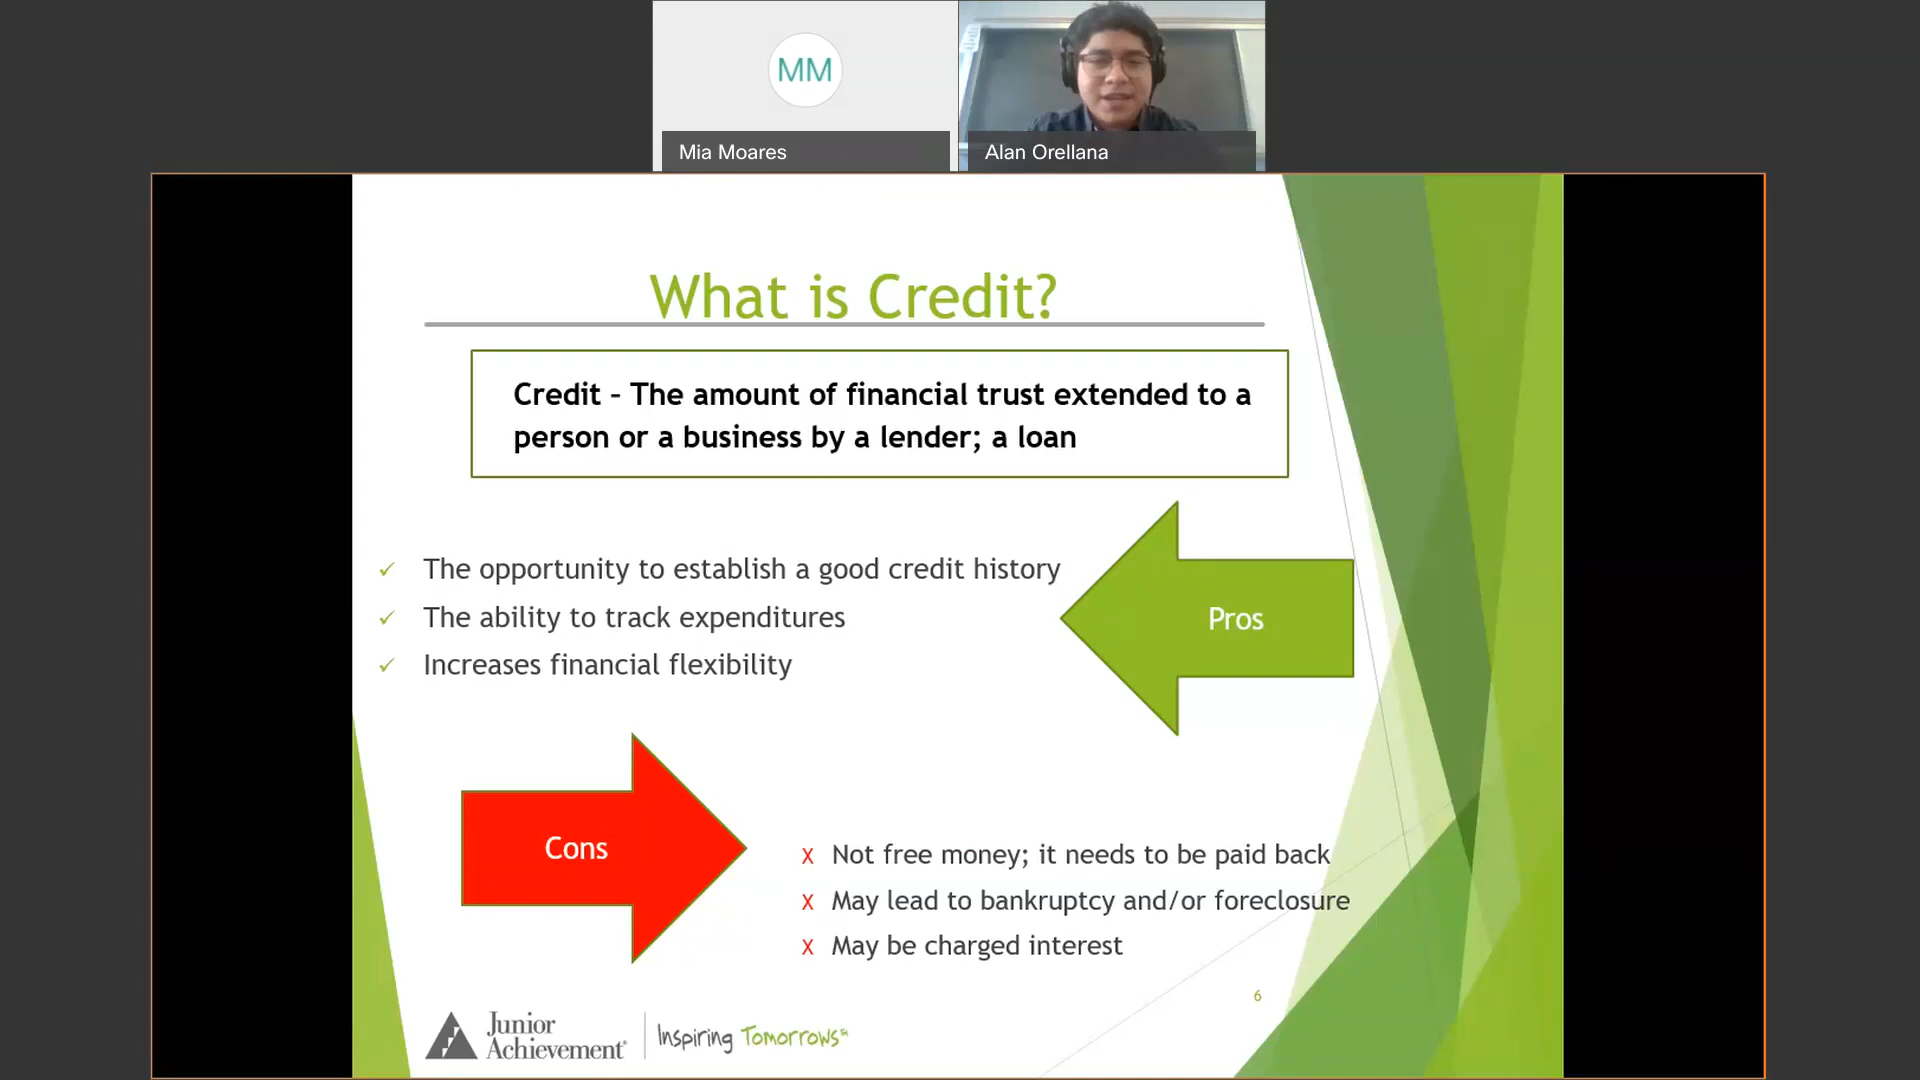 MM
Mia Moares
Alan Orellana
What is Credit?
Credit – The amount of financial trust extended to a
person or a business by a lender; a loan
✓ The opportunity to establish a good credit history
✓ The ability to track expenditures
✓ Increases financial flexibility
Pros
Cons
X Not free money; it needs to be paid back
X May lead to bankruptcy and/or foreclosure
X May be charged interest
6
Junior
Achievement®
Inspiring Tomorrows℠